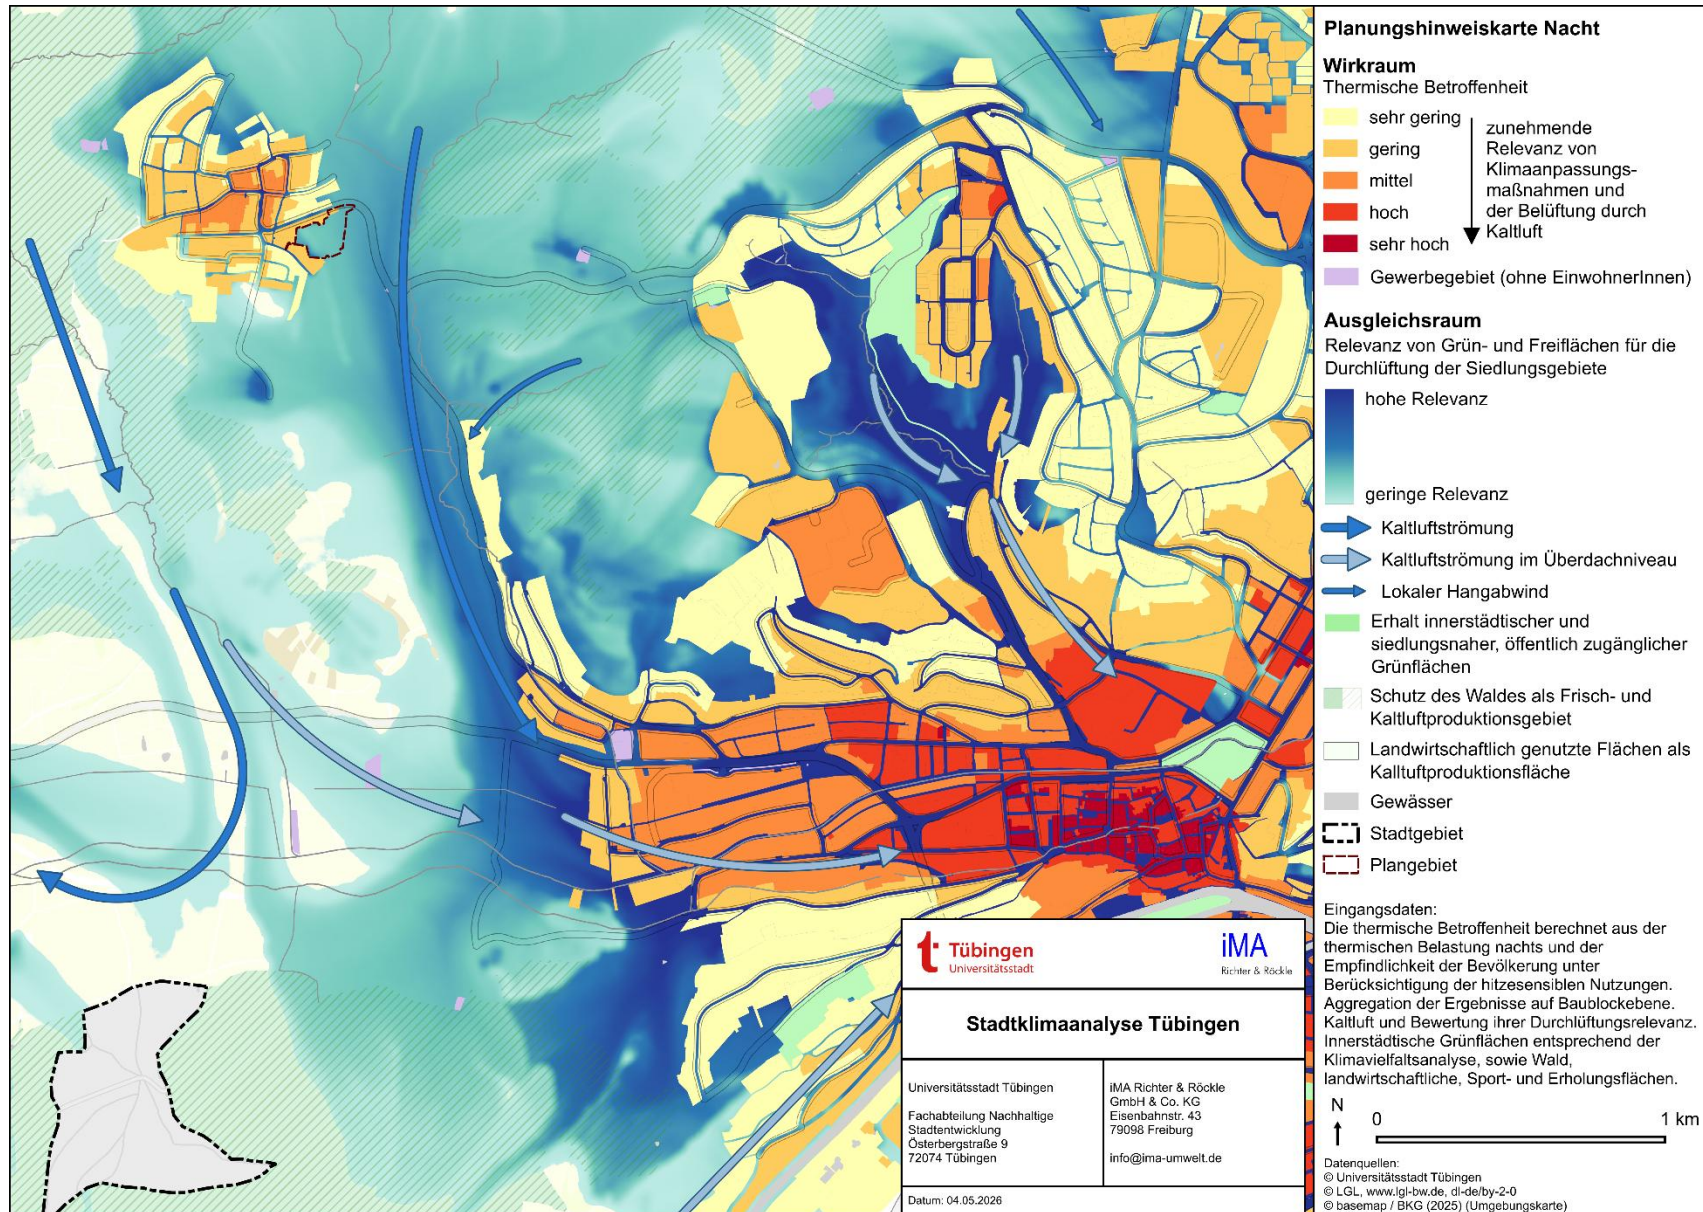 Planungshinweiskarte Nacht
Wirkraum
Thermische Betroffenheit
sehr gering
gering
mittel
hoch
sehr hoch
zunehmende
Relevanz von
Klimaanpassungs-
maßnahmen und
der Belüftung durch
Kaltluft
Gewerbegebiet (ohne EinwohnerInnen)
Ausgleichsraum
Relevanz von Grün- und Freiflächen für die
Durchlüftung der Siedlungsgebiete
hohe Relevanz
geringe Relevanz
Kaltluftströmung
Kaltluftströmung im Überdachniveau
Lokaler Hangabwind
Erhalt innerstädtischer und
siedlungsnaher, öffentlich zugänglicher
Grünflächen
Schutz des Waldes als Frisch- und
Kaltluftproduktionsgebiet
Landwirtschaftlich genutzte Flächen als
Kalltuftproduktionsfläche
Gewässer
Stadtgebiet
Plangebiet
Eingangsdaten:
Die thermische Betroffenheit berechnet aus der
thermischen Belastung nachts und der
Empfindlichkeit der Bevölkerung unter
Berücksichtigung der hitzesensiblen Nutzungen.
Aggregation der Ergebnisse auf Baublockebene.
Kaltluft und Bewertung ihrer Durchlüftungsrelevanz.
Innerstädtische Grünflächen entsprechend der
Klimavielfaltsanalyse, sowie Wald,
landwirtschaftliche, Sport- und Erholungsflächen.
N
0 1 km
Datenquellen:
© Universitätsstadt Tübingen
© LGL, www.lgl-bw.de, dl-de/by-2-0
© basemap / BKG (2025) (Umgebungskarte)
t Tübingen
Universitätsstadt
iMA
Richter & Röckle
Stadtklimaanalyse Tübingen
Universitätsstadt Tübingen
Fachabteilung Nachhaltige
Stadtentwicklung
Österbergstraße 9
72074 Tübingen
iMA Richter & Röckle
GmbH & Co. KG
Eisenbahnstr. 43
79098 Freiburg
info@ima-umwelt.de
Datum: 04.05.2026